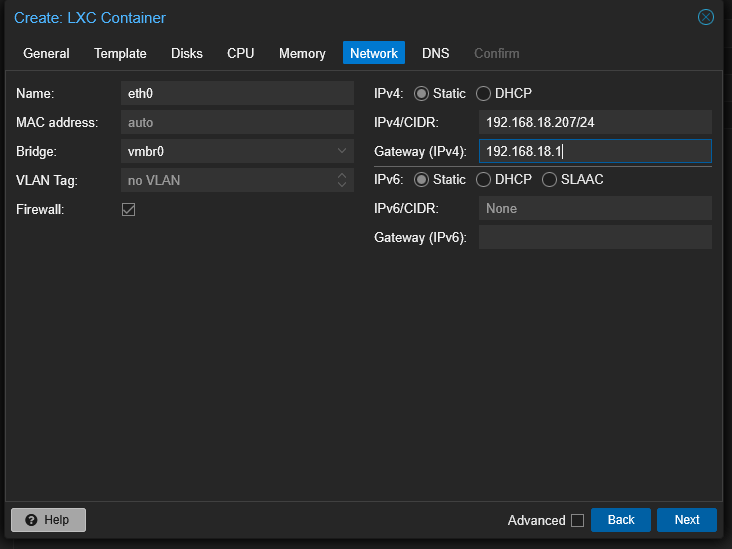 Create: LXC Container
General Template Disks CPU Memory Network DNS Confirm
Name: eth0
MAC address: auto
Bridge: vmbr0
VLAN Tag: no VLAN
Firewall:
IPv4: Static DHCP
IPv4/CIDR: 192.168.18.207/24
Gateway (IPv4): 192.168.18.1
IPv6: Static DHCP SLAAC
IPv6/CIDR: None
Gateway (IPv6):
Help Advanced Back Next